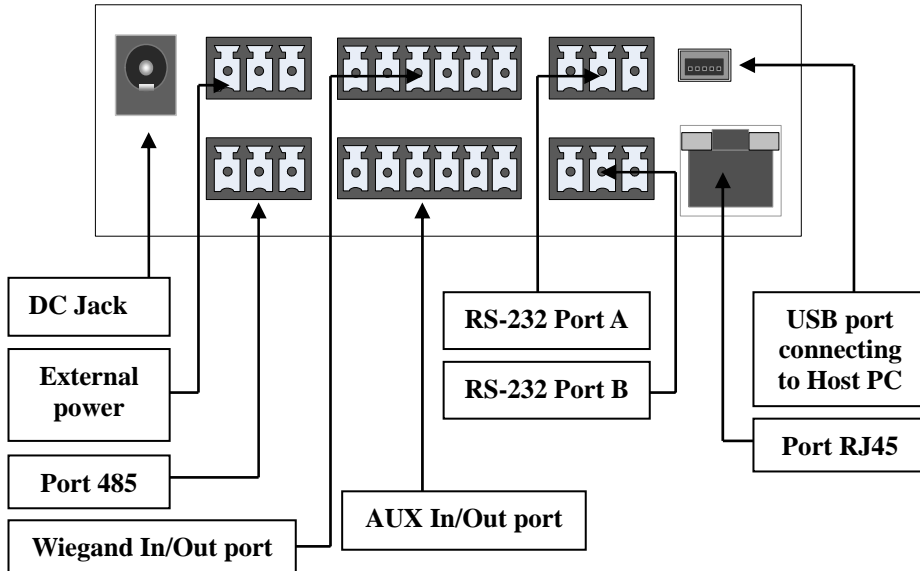 DC Jack
External
power
Port 485
Wiegand In/Out port
AUX In/Out port
RS-232 Port A
RS-232 Port B
USB port
connecting
to Host PC
Port RJ45